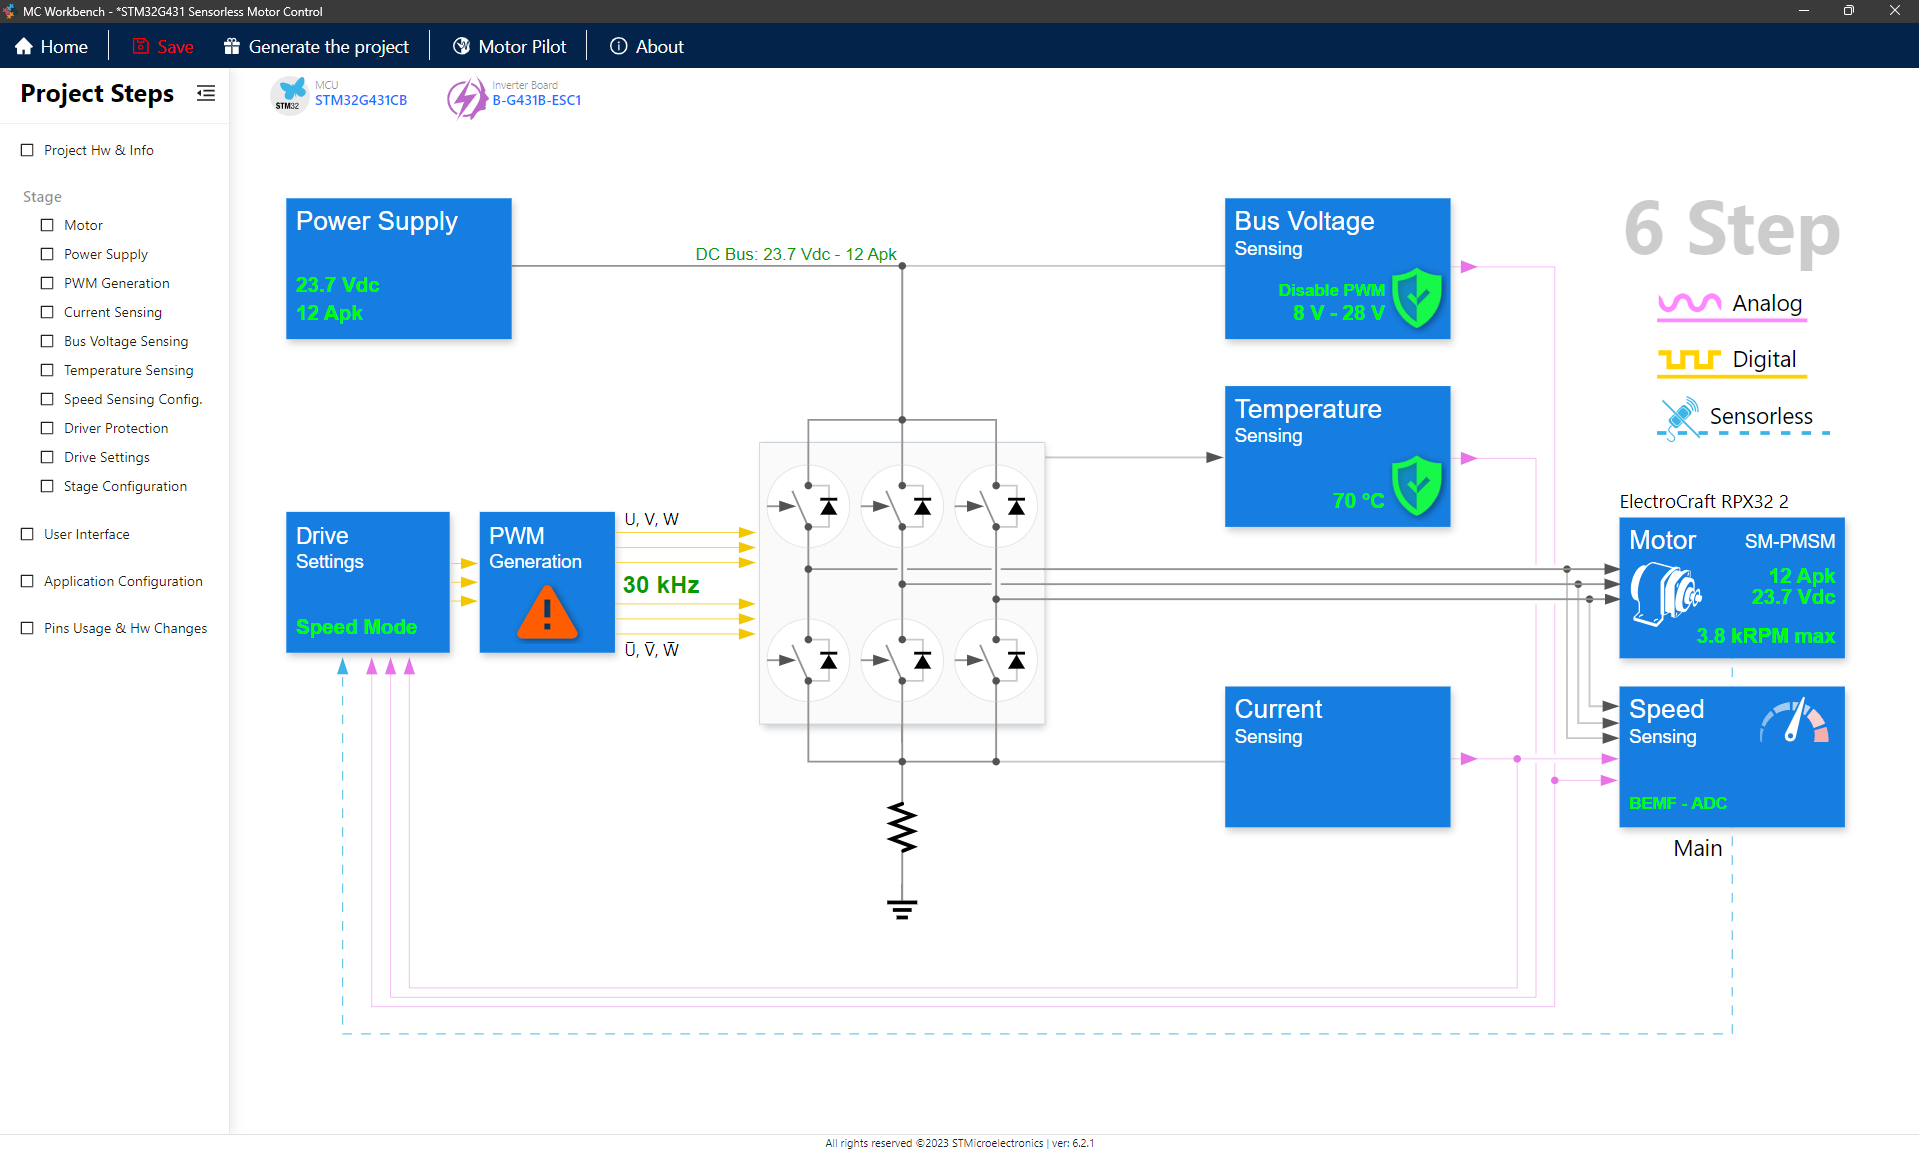 MC Workbench - *STM32G431 Sensorless Motor Control
Home
Save
Generate the project
Motor Pilot
About
Project Steps
Project Hw & Info
Stage
Motor
Power Supply
PWM Generation
Current Sensing
Bus Voltage Sensing
Temperature Sensing
Speed Sensing Config.
Driver Protection
Drive Settings
Stage Configuration
User Interface
Application Configuration
Pins Usage & Hw Changes
STM32
MCU
STM32G431CB
Inverter Board
B-G431B-ESC1
Power Supply
23.7 Vdc
12 Apk
DC Bus: 23.7 Vdc - 12 Apk
Bus Voltage
Sensing
Disable PWM
8 V - 28 V
6 Step
Analog
Digital
Sensorless
Temperature
Sensing
70 °C
Drive
Settings
Speed Mode
PWM
Generation
U, V, W
30 kHz
U̅, V̅, W̅
ElectroCraft RPX32 2
Motor
SM-PMSM
12 Apk
23.7 Vdc
3.8 kRPM max
Current
Sensing
Speed
Sensing
BEMF - ADC
Main
All rights reserved ©2023 STMicroelectronics | ver: 6.2.1